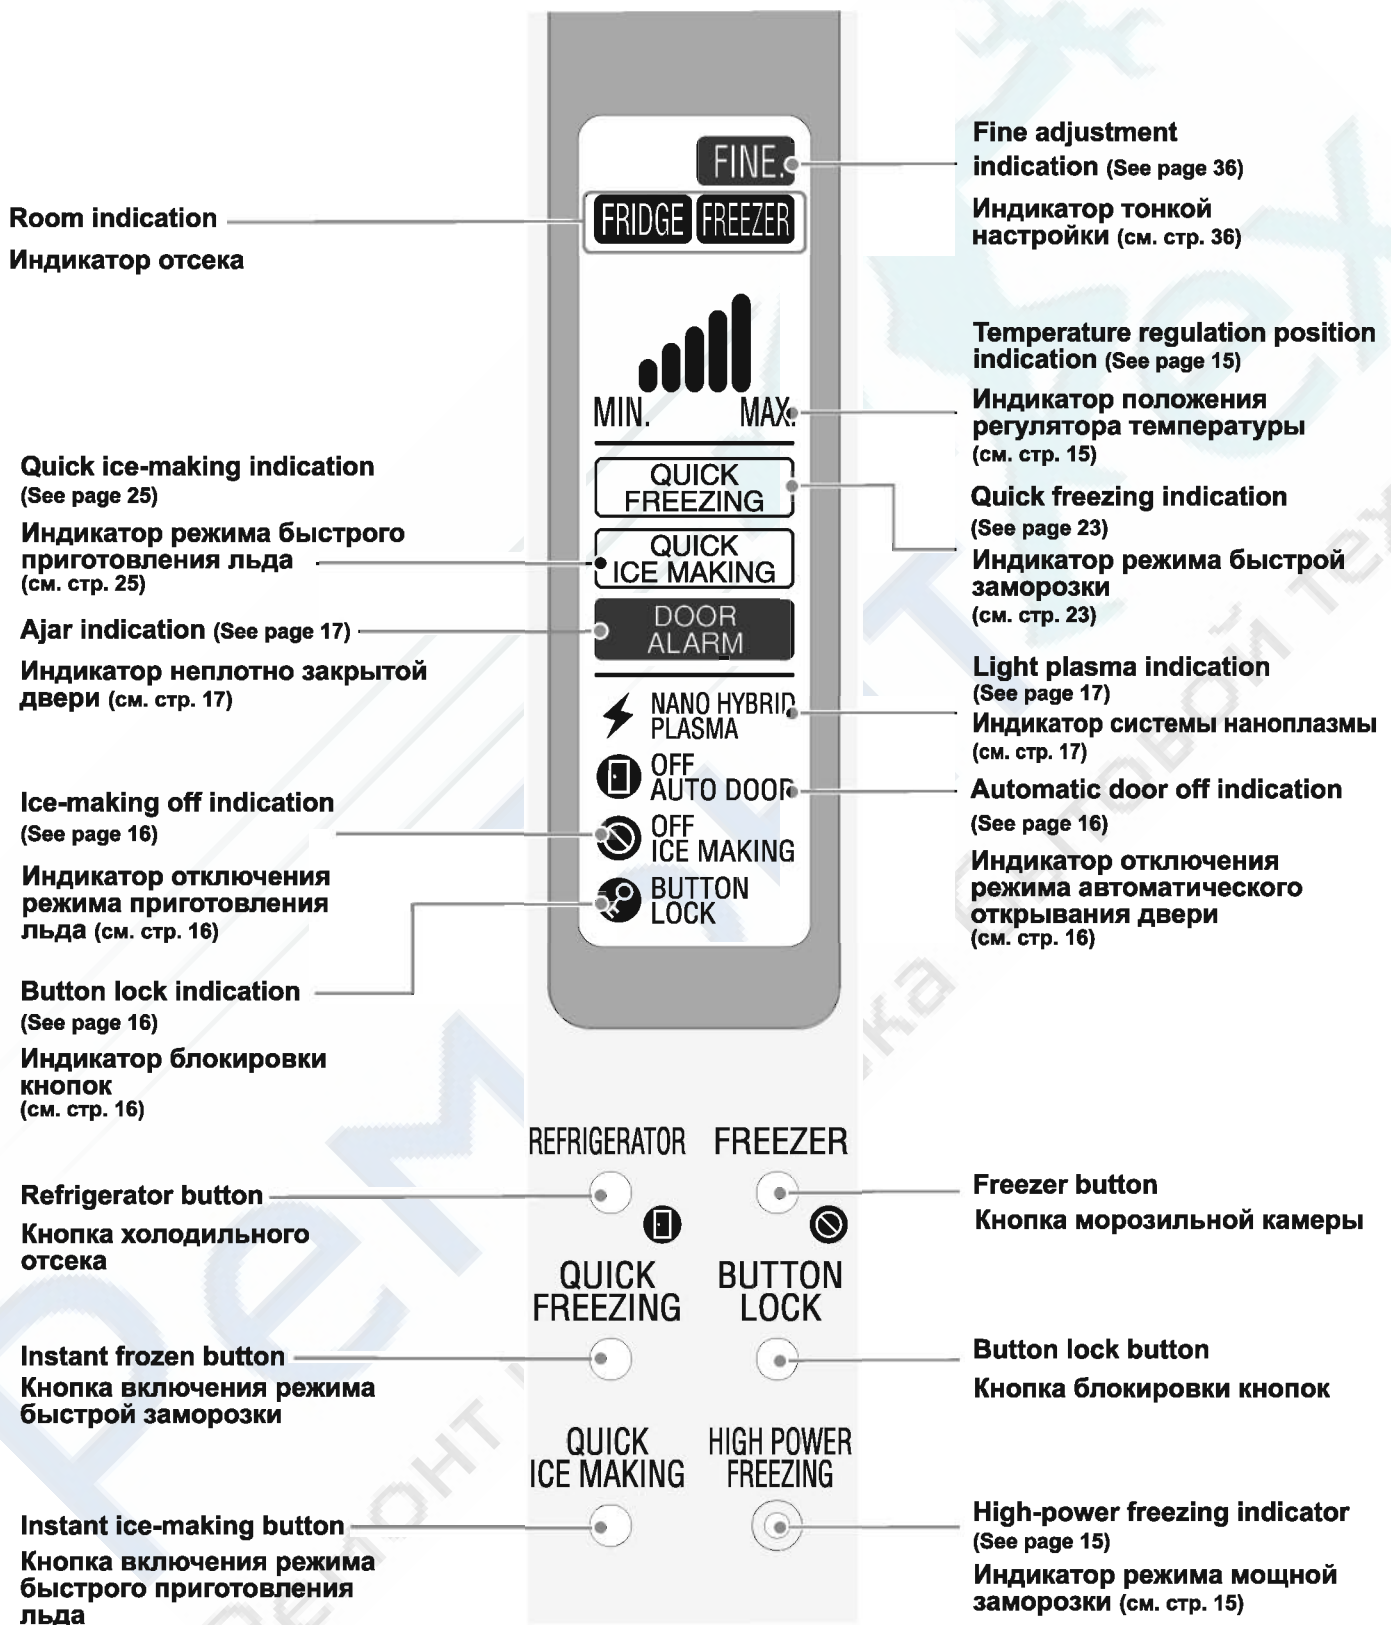 FINE.
FRIDGE FREEZER
MIN. MAX.
QUICK
FREEZING
QUICK
ICE MAKING
DOOR
ALARM
NANO HYBRID
PLASMA
OFF
AUTO DOOR
OFF
ICE MAKING
BUTTON
LOCK
REFRIGERATOR FREEZER
QUICK
FREEZING
BUTTON
LOCK
QUICK
ICE MAKING
HIGH POWER
FREEZING
Room indication
Индикатор отсека
Quick ice-making indication
(See page 25)
Индикатор режима быстрого
приготовления льда
(см. стр. 25)
Ajar indication (See page 17)
Индикатор неплотно закрытой
двери (см. стр. 17)
Ice-making off indication
(See page 16)
Индикатор отключения
режима приготовления
льда (см. стр. 16)
Button lock indication
(See page 16)
Индикатор блокировки
кнопок
(см. стр. 16)
Refrigerator button
Кнопка холодильного
отсека
Instant frozen button
Кнопка включения режима
быстрой заморозки
Instant ice-making button
Кнопка включения режима
быстрого приготовления
льда
Fine adjustment
indication (See page 36)
Индикатор тонкой
настройки (см. стр. 36)
Temperature regulation position
indication (See page 15)
Индикатор положения
регулятора температуры
(см. стр. 15)
Quick freezing indication
(See page 23)
Индикатор режима быстрой
заморозки
(см. стр. 23)
Light plasma indication
(See page 17)
Индикатор системы наноплазмы
(см. стр. 17)
Automatic door off indication
(See page 16)
Индикатор отключения
режима автоматического
открывания двери
(см. стр. 16)
Freezer button
Кнопка морозильной камеры
Button lock button
Кнопка блокировки кнопок
High-power freezing indicator
(See page 15)
Индикатор режима мощной
заморозки (см. стр. 15)